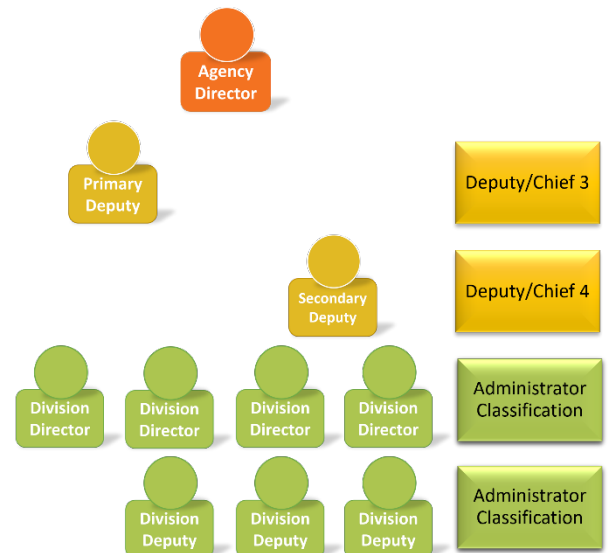 Agency
Director
Primary
Deputy
Deputy/Chief 3
Secondary
Deputy
Deputy/Chief 4
Division
Director
Division
Director
Division
Director
Division
Director
Administrator
Classification
Division
Deputy
Division
Deputy
Division
Deputy
Administrator
Classification